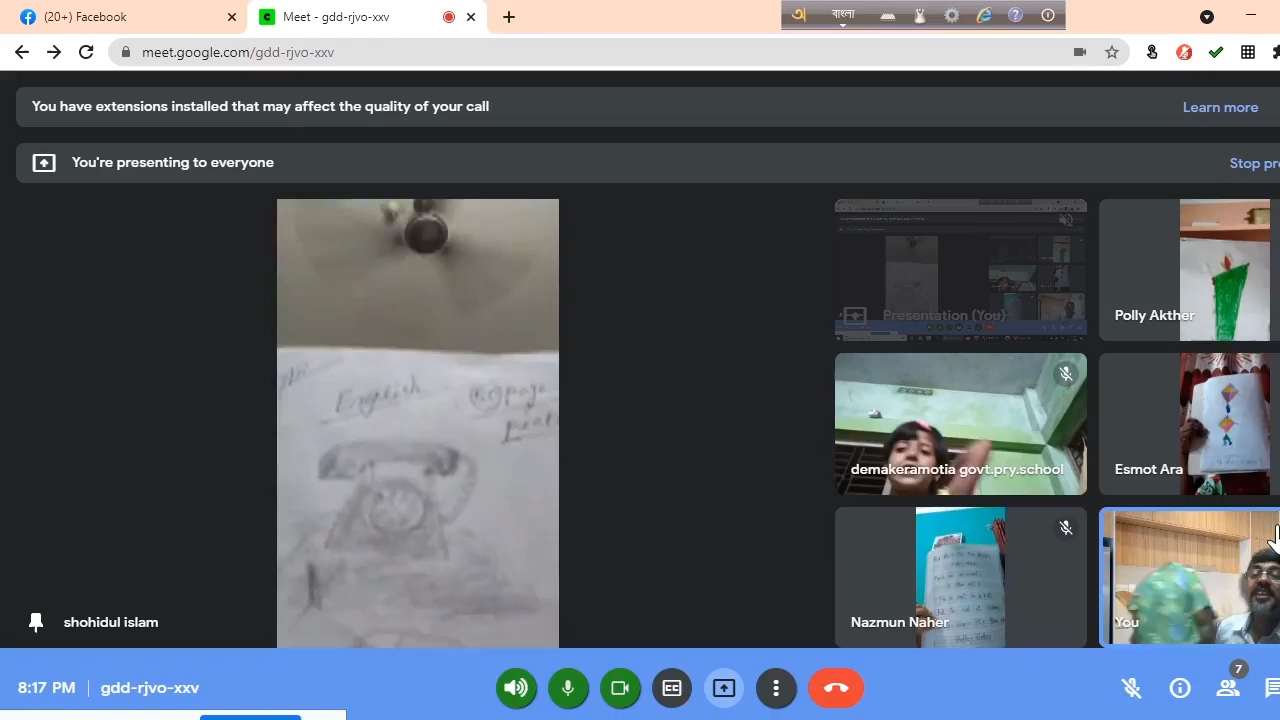 (20+) Facebook
Meet - gdd-rjvo-xxv
অ
বাংলা
meet.google.com/gdd-rjvo-xxv
You have extensions installed that may affect the quality of your call
Learn more
You're presenting to everyone
Stop pre
English
page
shohidul islam
Presentation (You)
Polly Akther
demakeramotia govt.pry.school
Esmot Ara
Nazmun Naher
You
8:17 PM
gdd-rjvo-xxv
CC
7